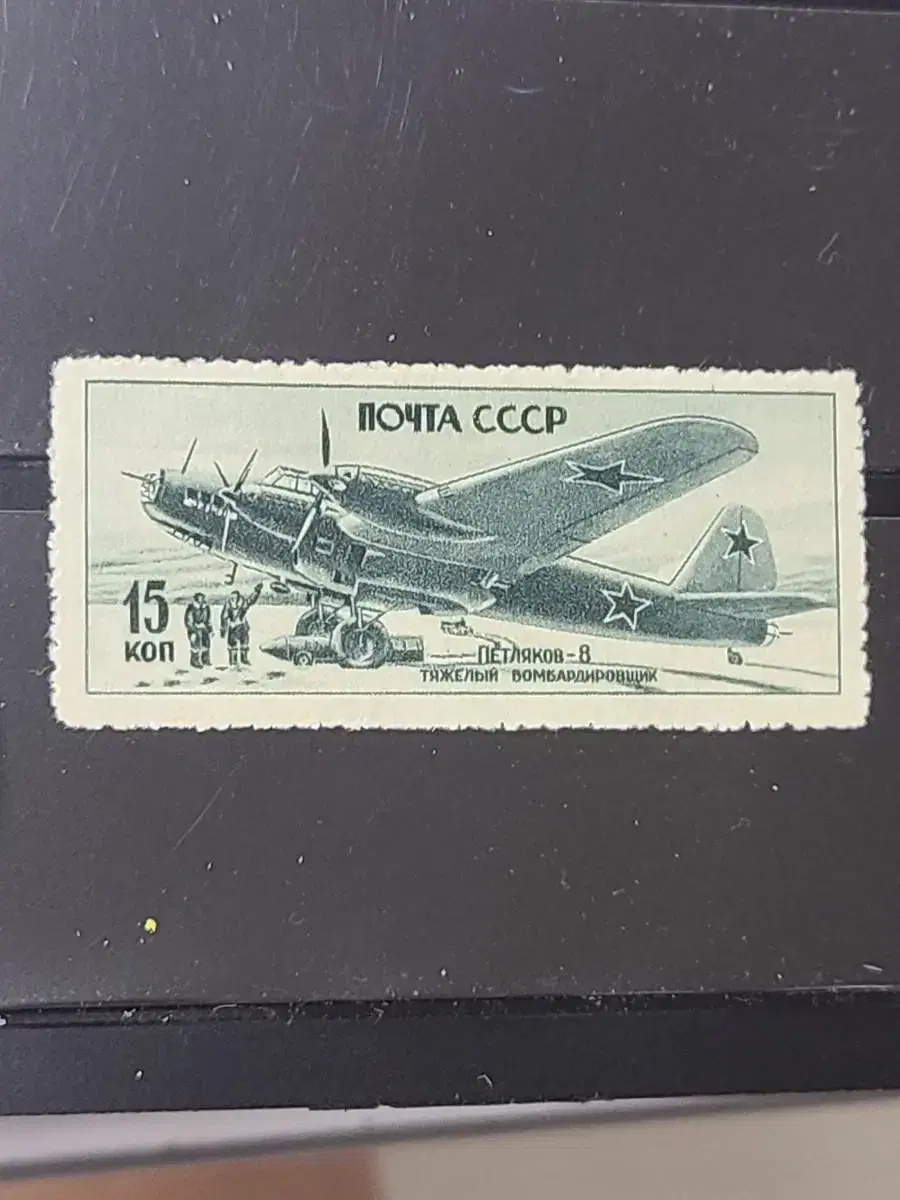 ПОЧТА СССР
15
КОП
ПЕТЛЯКОВ-8
ТЯЖЕЛЫЙ БОМБАРДИРОВЩИК